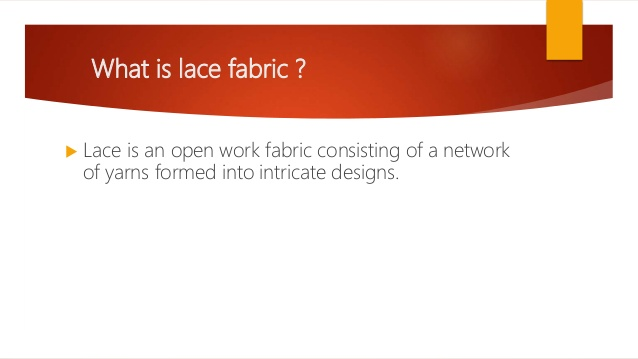 What is lace fabric ?
Lace is an open work fabric consisting of a network
of yarns formed into intricate designs.